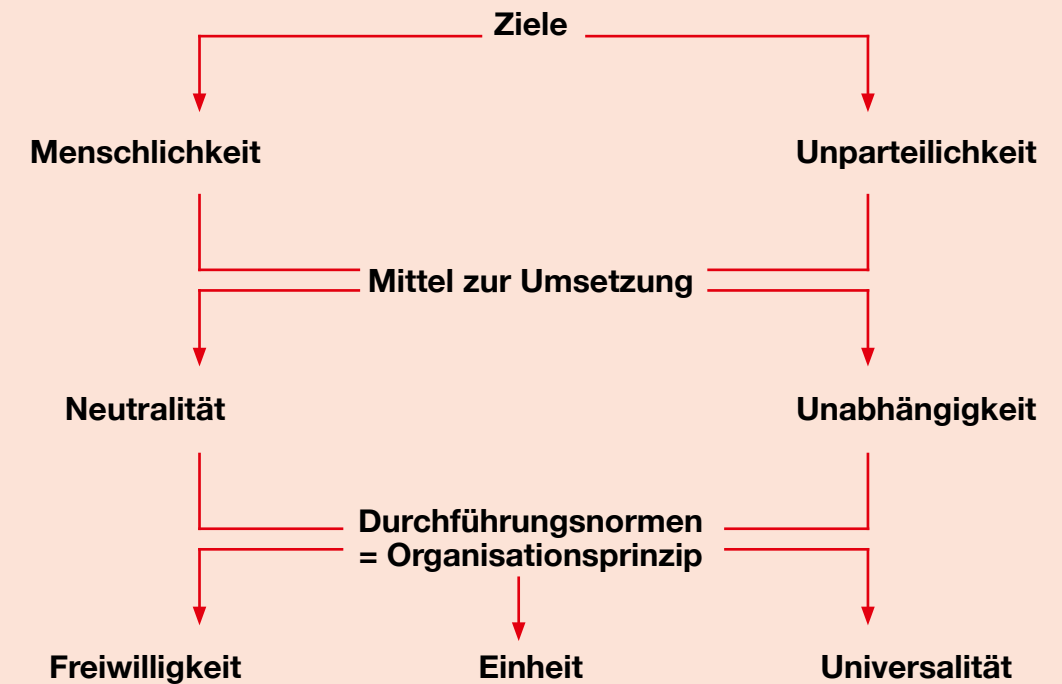 Ziele
Menschlichkeit
Unparteilichkeit
Mittel zur Umsetzung
Neutralität
Unabhängigkeit
Durchführungsnormen
= Organisationsprinzip
Freiwilligkeit
Einheit
Universalität